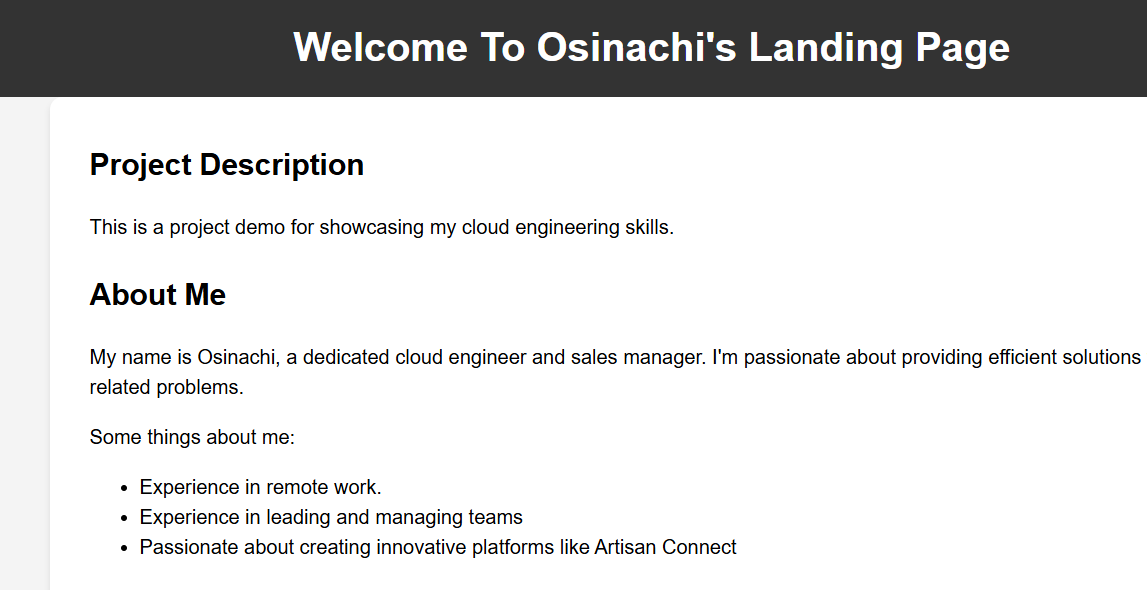 Welcome To Osinachi's Landing Page
Project Description
This is a project demo for showcasing my cloud engineering skills.
About Me
My name is Osinachi, a dedicated cloud engineer and sales manager. I'm passionate about providing efficient solutions
related problems.
Some things about me:
Experience in remote work.
Experience in leading and managing teams
Passionate about creating innovative platforms like Artisan Connect